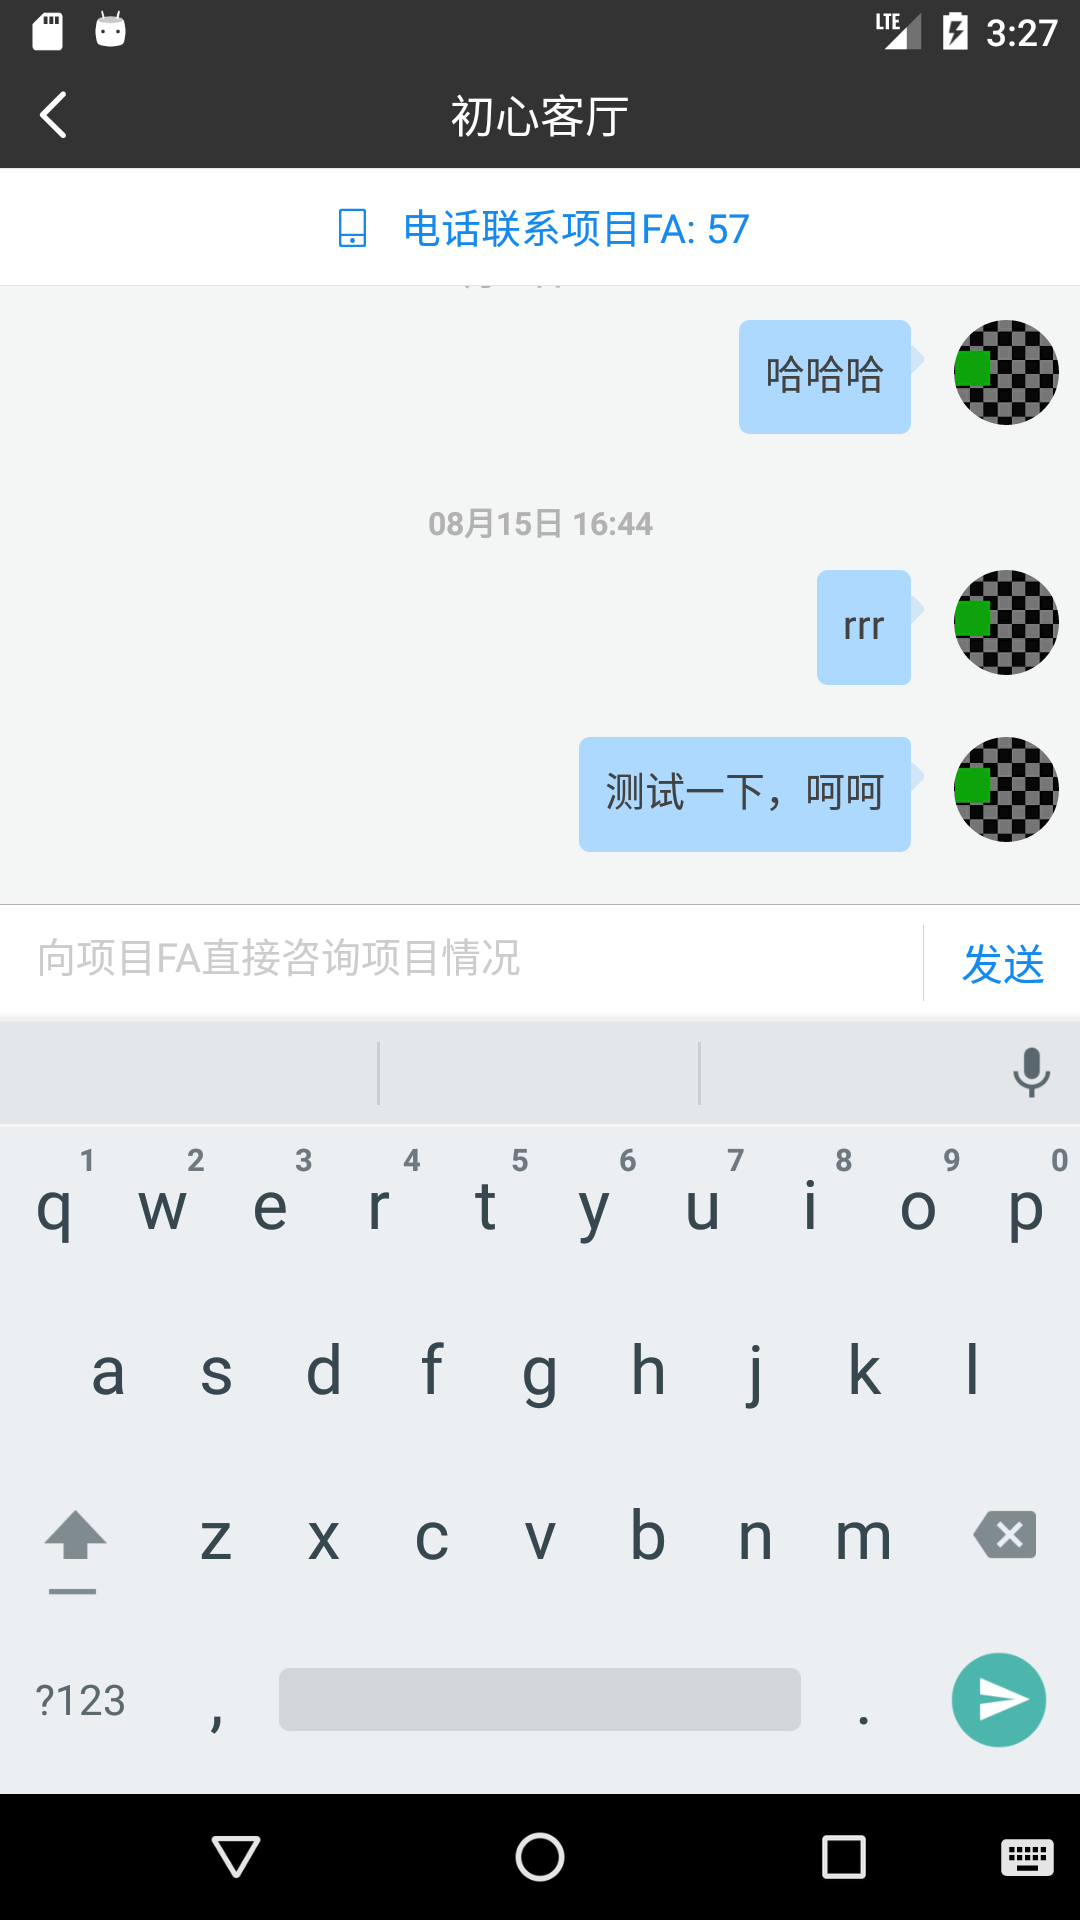 LTE 3:27
初心客厅
电话联系项目FA: 57
哈哈哈
08月15日 16:44
rrr
测试一下，呵呵
向项目FA直接咨询项目情况
发送
1 2 3 4 5 6 7 8 9 0
q w e r t y u i o p
a s d f g h j k l
z x c v b n m
?123 , .